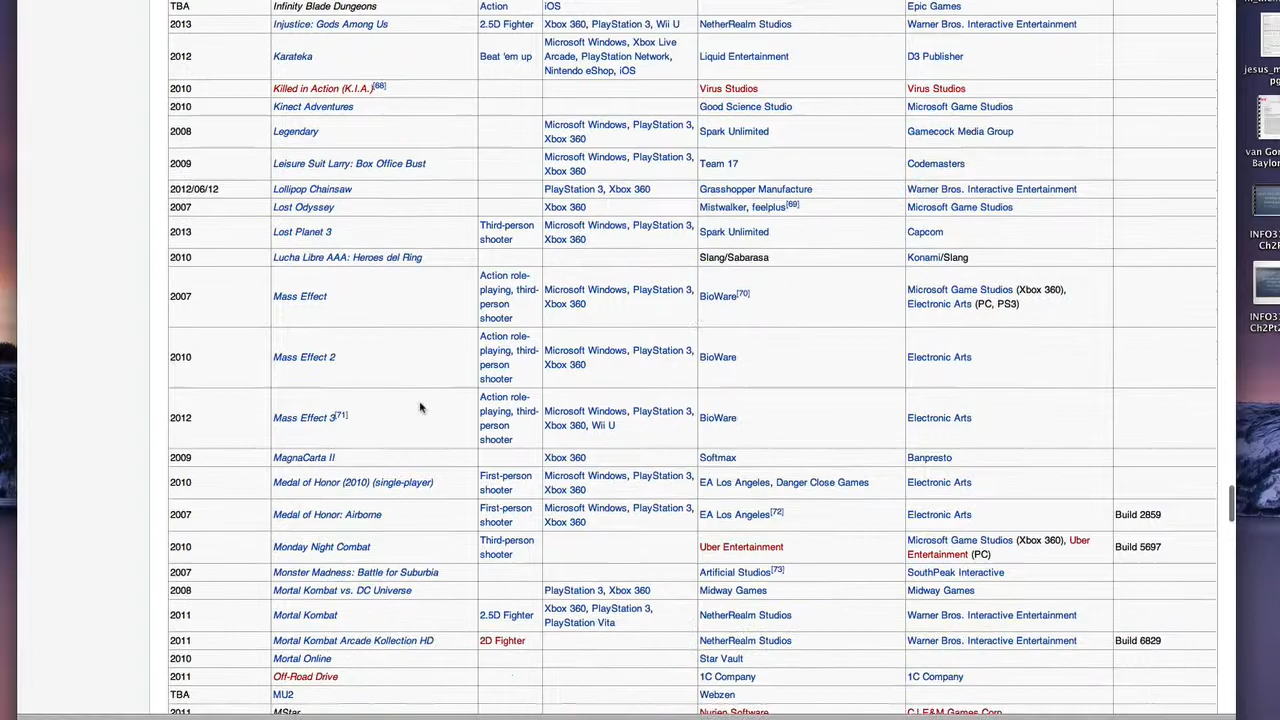 TBA Infinity Blade Dungeons Action iOS Epic Games
2013 Injustice: Gods Among Us 2.5D Fighter Xbox 360, PlayStation 3, Wii U NetherRealm Studios Warner Bros. Interactive Entertainment
Microsoft Windows, Xbox Live
2012 Karateka Beat 'em up Arcade, PlayStation Network, Liquid Entertainment D3 Publisher
Nintendo eShop, iOS
2010 Killed in Action (K.I.A.)[68] Virus Studios Virus Studios
2010 Kinect Adventures Good Science Studio Microsoft Game Studios
2008 Legendary Microsoft Windows, PlayStation 3, Spark Unlimited Gamecock Media Group
Xbox 360
2009 Leisure Suit Larry: Box Office Bust Microsoft Windows, PlayStation 3, Team 17 Codemasters
Xbox 360
2012/06/12 Lollipop Chainsaw PlayStation 3, Xbox 360 Grasshopper Manufacture Warner Bros. Interactive Entertainment
2007 Lost Odyssey Xbox 360 Mistwalker, feelplus[69] Microsoft Game Studios
2013 Lost Planet 3 Third-person Microsoft Windows, PlayStation 3, Spark Unlimited Capcom
shooter Xbox 360
2010 Lucha Libre AAA: Heroes del Ring Slang/Sabarasa Konami/Slang
Action role-
2007 Mass Effect playing, third- Microsoft Windows, PlayStation 3, BioWare[70] Microsoft Game Studios (Xbox 360),
person Xbox 360 Electronic Arts (PC, PS3)
shooter
Action role-
2010 Mass Effect 2 playing, third- Microsoft Windows, PlayStation 3, BioWare Electronic Arts
person Xbox 360
shooter
Action role-
2012 Mass Effect 3[71] playing, third- Microsoft Windows, PlayStation 3, BioWare Electronic Arts
person Xbox 360, Wii U
shooter
2009 MagnaCarta II Xbox 360 Softmax Banpresto
2010 Medal of Honor (2010) (single-player) First-person Microsoft Windows, PlayStation 3, EA Los Angeles, Danger Close Games Electronic Arts
shooter Xbox 360
2007 Medal of Honor: Airborne First-person Microsoft Windows, PlayStation 3, EA Los Angeles[72] Electronic Arts Build 2859
shooter Xbox 360
2010 Monday Night Combat Third-person Uber Entertainment Microsoft Game Studios (Xbox 360), Uber Build 5697
shooter Entertainment (PC)
2007 Monster Madness: Battle for Suburbia Artificial Studios[73] SouthPeak Interactive
2008 Mortal Kombat vs. DC Universe PlayStation 3, Xbox 360 Midway Games Midway Games
2011 Mortal Kombat 2.5D Fighter Xbox 360, PlayStation 3, NetherRealm Studios Warner Bros. Interactive Entertainment
PlayStation Vita
2011 Mortal Kombat Arcade Kollection HD 2D Fighter NetherRealm Studios Warner Bros. Interactive Entertainment Build 6829
2010 Mortal Online Star Vault
2011 Off-Road Drive 1C Company 1C Company
TBA MU2 Webzen
2011 MStar Nurien Software CJ E&M Games Corp
jesus_m
pg
van Gor
Baylor
INFO3
Ch2P
INFO3
Ch2Pt